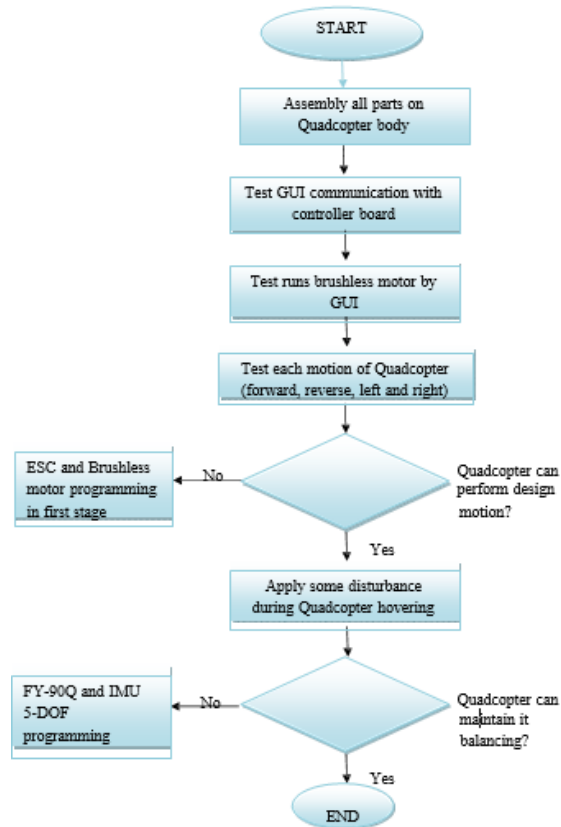 START
Assembly all parts on
Quadcopter body
Test GUI communication with
controller board
Test runs brushless motor by
GUI
Test each motion of Quadcopter
(forward, reverse, left and right)
ESC and Brushless
motor programming
in first stage
No
Quadcopter can
perform design
motion?
Yes
Apply some disturbance
during Quadcopter hovering
FY-90Q and IMU
5-DOF
programming
No
Quadcopter can
maintain it
balancing?
Yes
END